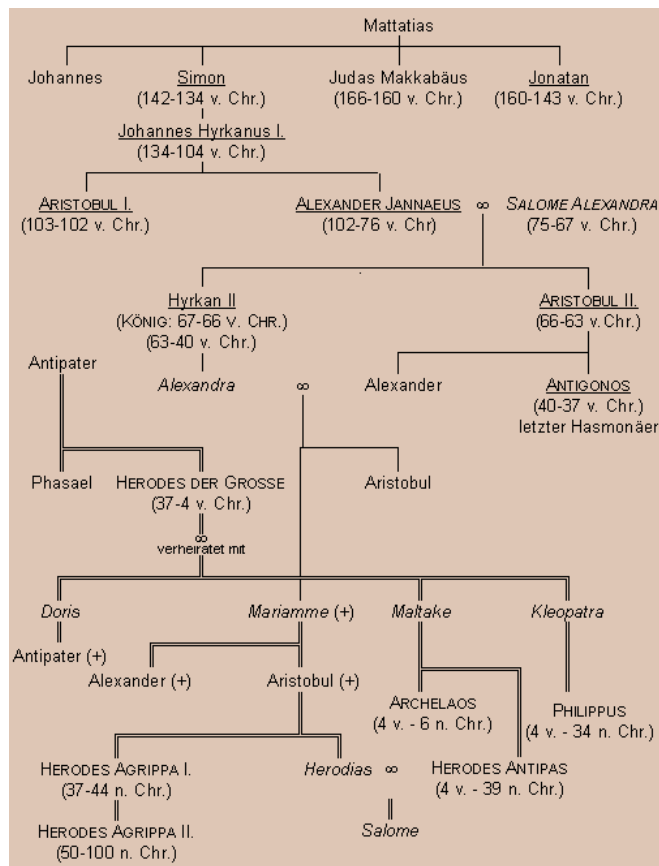 Mattatias
Johannes Simon Judas Makkabäus Jonatan
(142-134 v. Chr.) (166-160 v. Chr.) (160-143 v. Chr.)
Johannes Hyrkanus I.
(134-104 v. Chr.)
ARISTOBUL I. ALEXANDER JANNAEUS ∞ SALOME ALEXANDRA
(103-102 v. Chr.) (102-76 v. Chr) (75-67 v. Chr.)
Hyrkan II ARISTOBUL II.
(KÖNIG: 67-66 V. CHR.) (66-63 v.Chr.)
(63-40 v. Chr.)
Antipater
Alexandra ∞ Alexander ANTIGONOS
(40-37 v. Chr.)
letzter Hasmonäer
Phasael HERODES DER GROSSE Aristobul
(37-4 v. Chr.)
∞
verheiratet mit
Doris Mariamme (+) Maltake Kleopatra
Antipater (+)
Alexander (+) Aristobul (+)
ARCHELAOS PHILIPPUS
(4 v. - 6 n. Chr.) (4 v. - 34 n. Chr.)
HERODES AGRIPPA I. Herodias ∞ HERODES ANTIPAS
(37-44 n. Chr.) (4 v. - 39 n. Chr.)
HERODES AGRIPPA II. Salome
(50-100 n. Chr.)